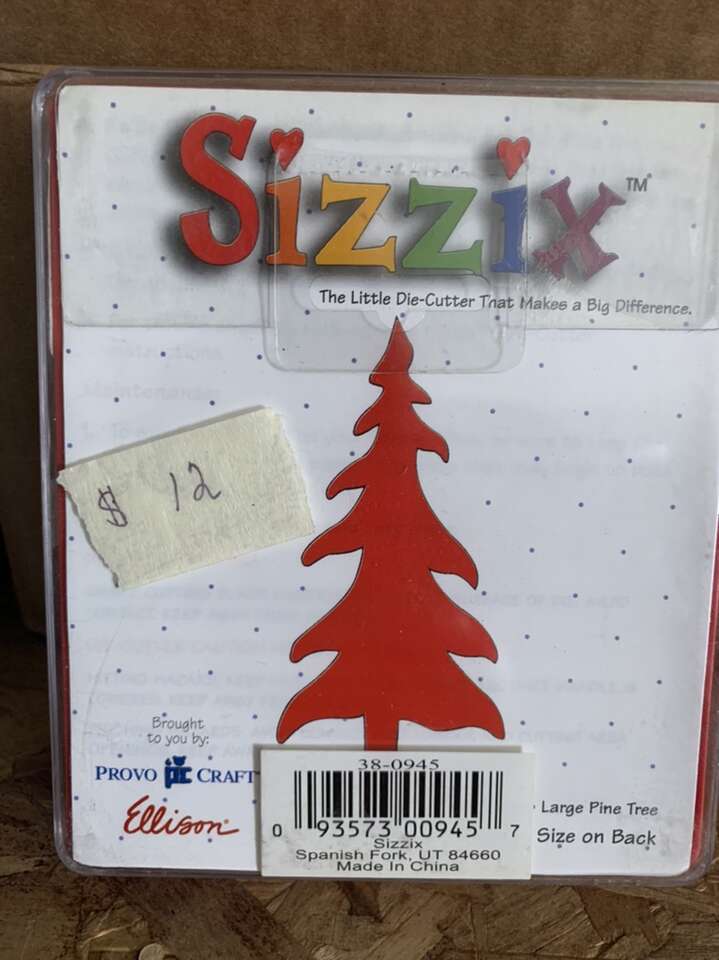 Sizzix™
The Little Die-Cutter That Makes a Big Difference.
$ 12
Brought
to you by:
PROVO PC CRAFT
Ellison®
38-0945
0 93573 00945 7
Sizzix
Spanish Fork, UT 84660
Made In China
Large Pine Tree
Size on Back